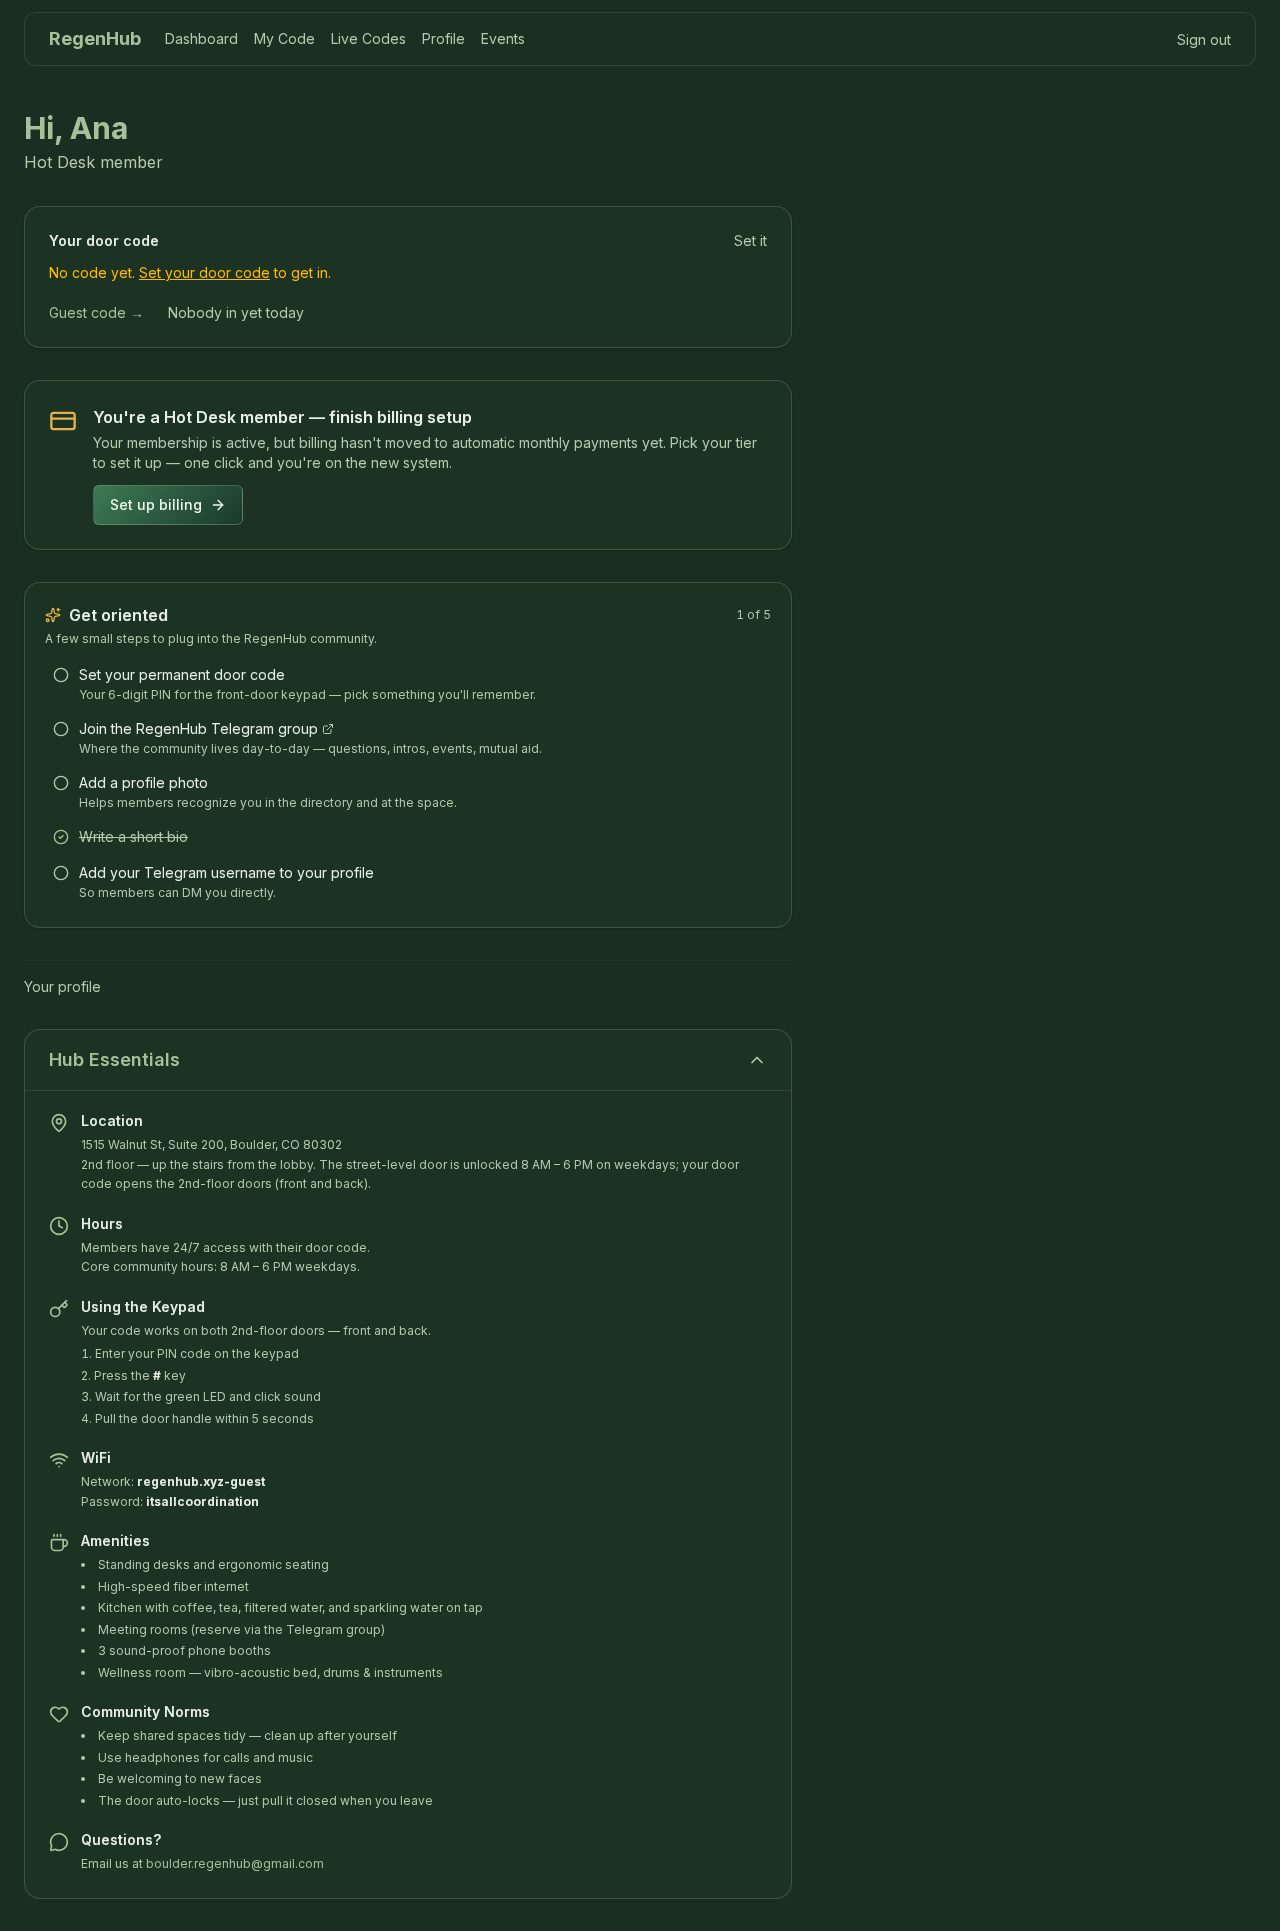 RegenHub Dashboard My Code Live Codes Profile Events Sign out
Hi, Ana
Hot Desk member
Your door code Set it
No code yet. Set your door code to get in.
Guest code → Nobody in yet today
You're a Hot Desk member — finish billing setup
Your membership is active, but billing hasn't moved to automatic monthly payments yet. Pick your tier
to set it up — one click and you're on the new system.
Set up billing →
Get oriented 1 of 5
A few small steps to plug into the RegenHub community.
Set your permanent door code
Your 6-digit PIN for the front-door keypad — pick something you'll remember.
Join the RegenHub Telegram group
Where the community lives day-to-day — questions, intros, events, mutual aid.
Add a profile photo
Helps members recognize you in the directory and at the space.
Write a short bio
Add your Telegram username to your profile
So members can DM you directly.
Your profile
Hub Essentials
Location
1515 Walnut St, Suite 200, Boulder, CO 80302
2nd floor — up the stairs from the lobby. The street-level door is unlocked 8 AM – 6 PM on weekdays; your door
code opens the 2nd-floor doors (front and back).
Hours
Members have 24/7 access with their door code.
Core community hours: 8 AM – 6 PM weekdays.
Using the Keypad
Your code works on both 2nd-floor doors — front and back.
1. Enter your PIN code on the keypad
2. Press the # key
3. Wait for the green LED and click sound
4. Pull the door handle within 5 seconds
WiFi
Network: regenhub.xyz-guest
Password: itsallcoordination
Amenities
• Standing desks and ergonomic seating
• High-speed fiber internet
• Kitchen with coffee, tea, filtered water, and sparkling water on tap
• Meeting rooms (reserve via the Telegram group)
• 3 sound-proof phone booths
• Wellness room — vibro-acoustic bed, drums & instruments
Community Norms
• Keep shared spaces tidy — clean up after yourself
• Use headphones for calls and music
• Be welcoming to new faces
• The door auto-locks — just pull it closed when you leave
Questions?
Email us at boulder.regenhub@gmail.com